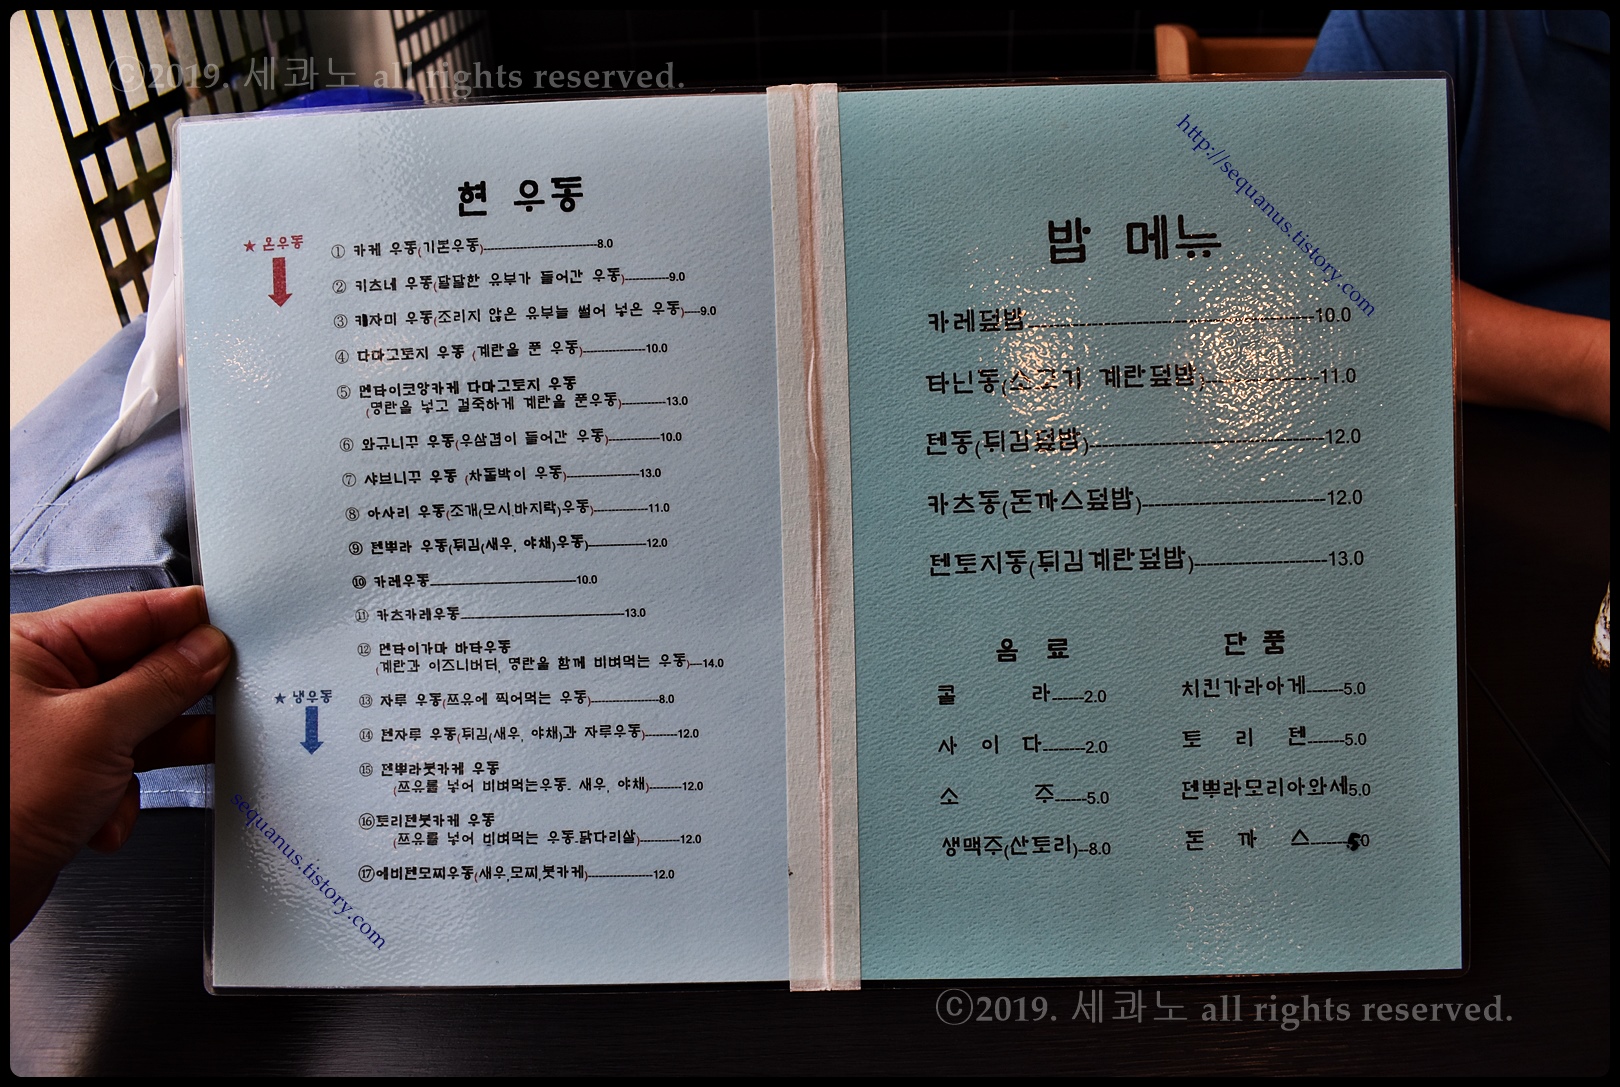 ©2019. 세콰노 all rights reserved.
현 우동
★ 온우동
① 카케 우동(기본우동)--------8.0
② 키츠네 우동(달달한 유부가 들어간 우동)--------9.0
③ 키자미 우동(조리지 않은 유부를 썰어 넣은 우동)----9.0
④ 다마고토지 우동 (계란을 푼 우동)--------10.0
⑤ 멘타이코앙카케 다마고토지 우동
(명란을 넣고 걸죽하게 계란을 푼우동)--------13.0
⑥ 와규니꾸 우동(우삼겹이 들어간 우동)--------10.0
⑦ 샤브니꾸 우동 (차돌박이 우동)--------13.0
⑧ 아사리 우동(조개(모시,바지락)우동)--------11.0
⑨ 덴뿌라 우동(튀김(새우, 야채)우동)--------12.0
⑩ 카레우동--------10.0
⑪ 카츠카레우동--------13.0
⑫ 멘타이가마 바타우동
(계란과 이즈니버터, 명란을 함께 비벼먹는 우동)---14.0
★ 냉우동
⑬ 자루 우동(쯔유에 찍어먹는 우동)--------8.0
⑭ 텐자루 우동(튀김(새우, 야채)과 자루우동)--------12.0
⑮ 덴뿌라붓카케 우동
(쯔유를 넣어 비벼먹는우동- 새우, 야채)--------12.0
⑯토리텐붓카케 우동
(쯔유를 넣어 비벼먹는 우동-닭다리살)--------12.0
⑰에비텐모찌우동(새우,모찌,붓카케)--------12.0
sequanus.tistory.com
http://sequanus.tistory.com
밥 메뉴
카레덮밥--------10.0
타닌동(소고기 계란덮밥)--------11.0
텐동(튀김덮밥)--------12.0
카츠동(돈까스덮밥)--------12.0
텐토지동(튀김계란덮밥)--------13.0
음 료
콜 라------2.0
사 이 다--------2.0
소 주------5.0
생맥주(산토리)--8.0
단 품
치킨가라아게-------5.0
토 리 텐-------5.0
덴뿌라모리아와세5.0
돈 까 스-------5.0
©2019. 세콰노 all rights reserved.